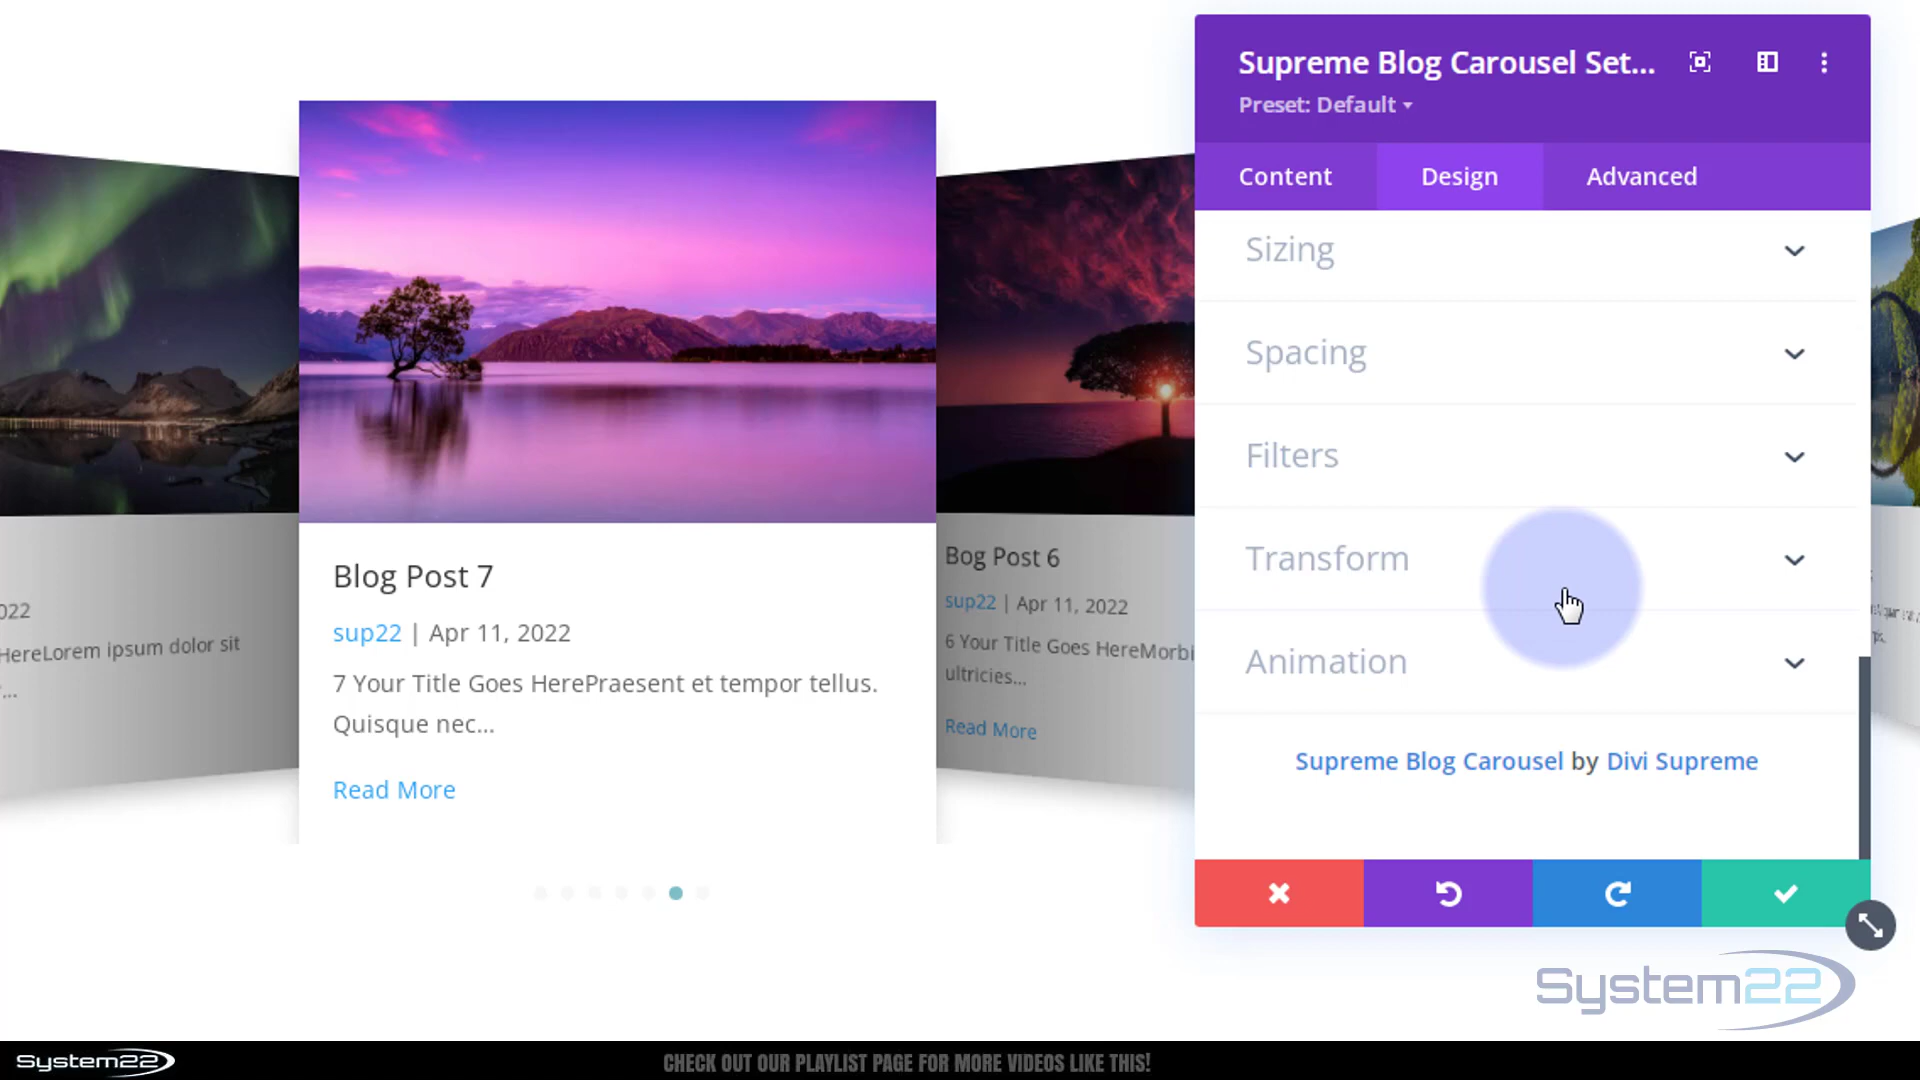 Supreme Blog Carousel Set...
Preset: Default
Content
Design
Advanced
Sizing
Spacing
Filters
Transform
Animation
Supreme Blog Carousel by Divi Supreme
022
HereLorem ipsum dolor sit
...
Blog Post 7
sup22 | Apr 11, 2022
7 Your Title Goes HerePraesent et tempor tellus.
Quisque nec...
Read More
Bog Post 6
sup22 | Apr 11, 2022
6 Your Title Goes HereMorbi
ultricies...
Read More
System22
System22
CHECK OUT OUR PLAYLIST PAGE FOR MORE VIDEOS LIKE THIS!